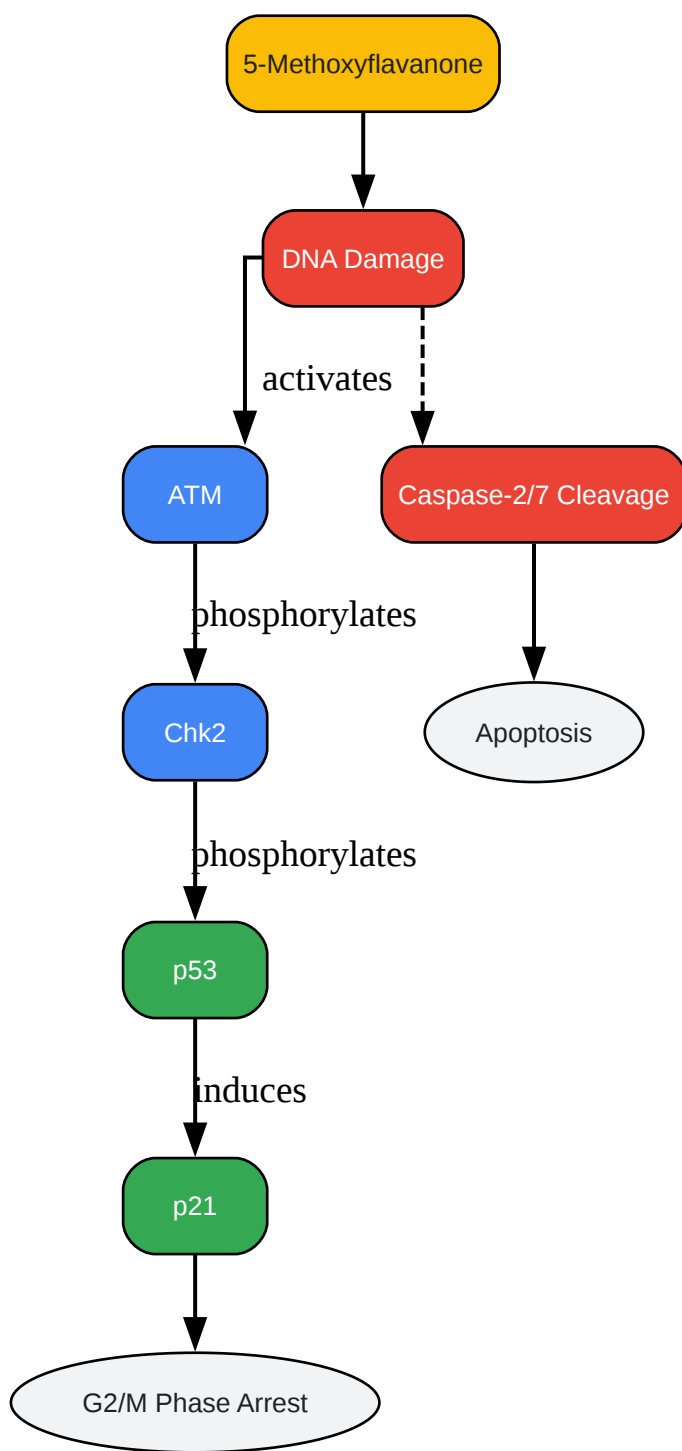 5-Methoxyflavanone
DNA Damage
activates
ATM
Caspase-2/7 Cleavage
phosphorylates
Chk2
Apoptosis
phosphorylates
p53
induces
p21
G2/M Phase Arrest